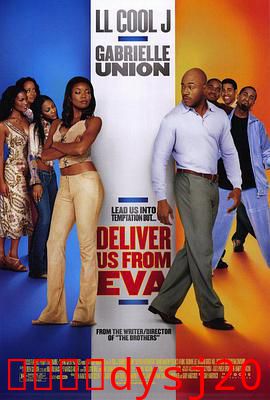 LL COOL J
GABRIELLE
UNION
LEAD US INTO
TEMPTATION BUT...
DELIVER
US FROM
EVA
FROM THE WRITER/DIRECTOR
OF "THE BROTHERS"
dysj20